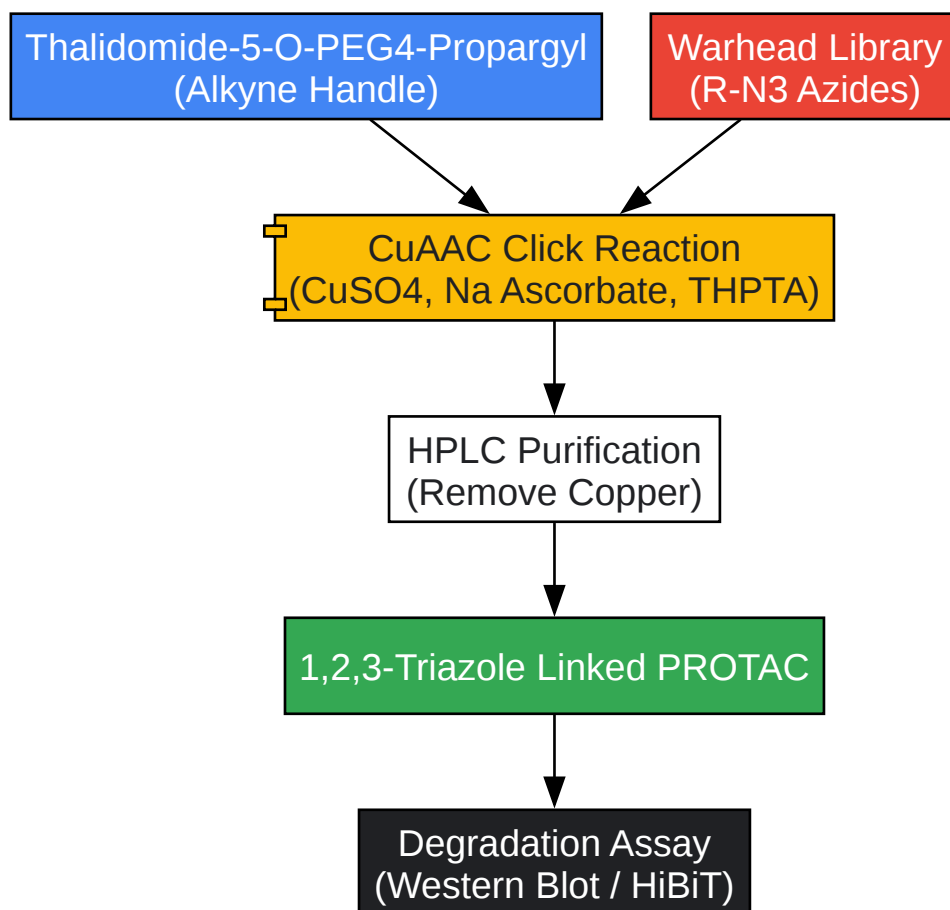 Thalidomide-5-O-PEG4-Propargyl
(Alkyne Handle)
Warhead Library
(R-N3 Azides)
CuAAC Click Reaction
(CuSO4, Na Ascorbate, THPTA)
HPLC Purification
(Remove Copper)
1,2,3-Triazole Linked PROTAC
Degradation Assay
(Western Blot / HiBiT)